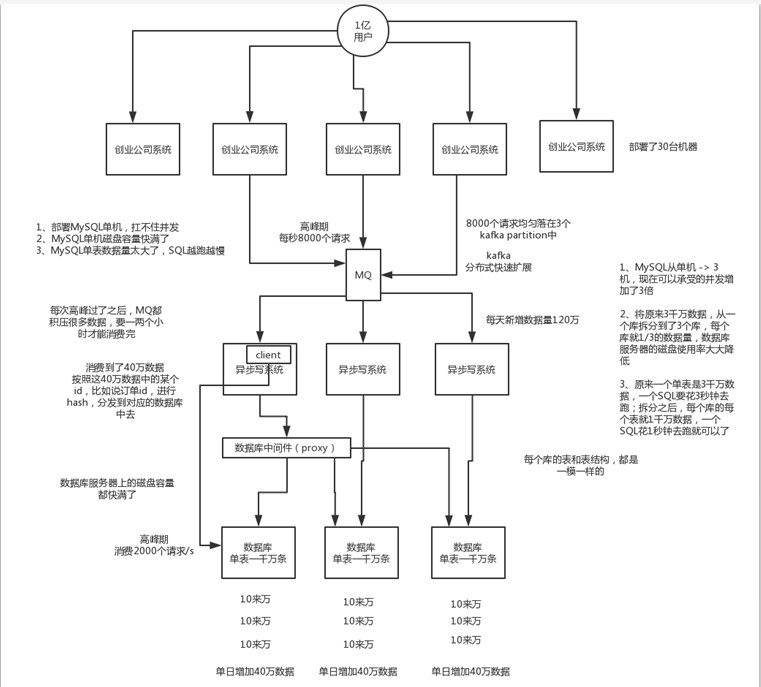 1亿
用户
创业公司系统
创业公司系统
创业公司系统
创业公司系统
创业公司系统
部署了30台机器
1、部署MySQL单机，扛不住并发
2、MySQL单机磁盘容量快满了
3、MySQL单表数据量太大了，SQL越跑越慢
高峰期
每秒8000个请求
8000个请求均匀落在3个
kafka partition中
kafka
分布式快速扩展
MQ
1、MySQL从单机 -> 3
机，现在可以承受的并发增
加了3倍
2、将原来3千万数据，从一
个库拆分到了3个库，每个
库就1/3的数据量，数据库
服务器的磁盘使用率大大降
低
3、原来一个单表是3千万数
据，一个SQL要花3秒钟去
跑；拆分之后，每个库的每
个表就1千万数据，一个
SQL花1秒钟去跑就可以了
每次高峰过了之后，MQ都
积压很多数据，要一两个小
时才能消费完
每天新增数据量120万
client
异步写系统
异步写系统
异步写系统
消费到了40万数据
按照这40万数据中的某个
id，比如说订单id，进行
hash，分发到对应的数据库
中去
数据库中间件（proxy）
每个库的表和表结构，都是
一模一样的
数据库服务器上的磁盘容量
都快满了
高峰期
消费2000个请求/s
数据库
单表一千万条
数据库
单表一千万条
数据库
单表一千万条
10来万
10来万
10来万
10来万
10来万
10来万
10来万
10来万
10来万
单日增加40万数据
单日增加40万数据
单日增加40万数据